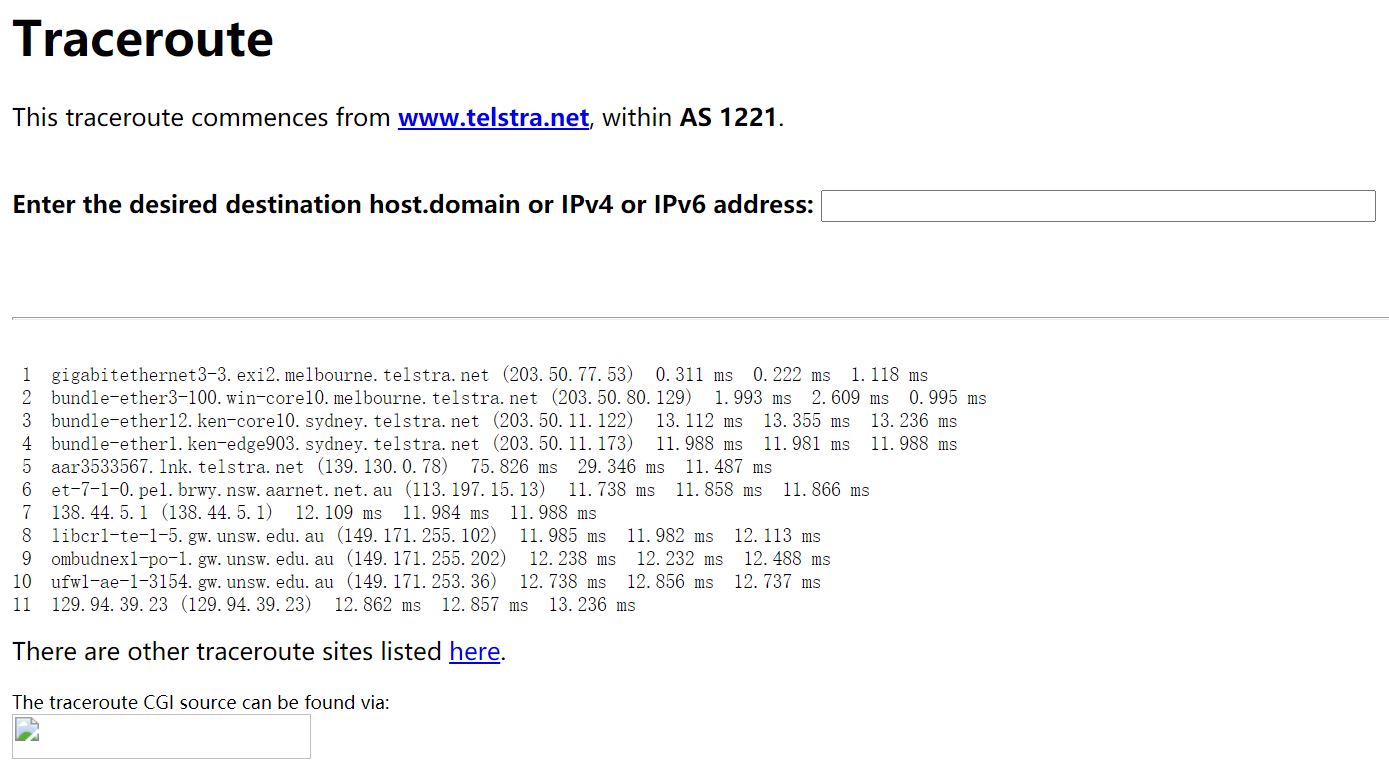 Traceroute
This traceroute commences from www.telstra.net, within AS 1221.
Enter the desired destination host.domain or IPv4 or IPv6 address:
1 gigabitethernet3-3.exi2.melbourne.telstra.net (203.50.77.53) 0.311 ms 0.222 ms 1.118 ms
2 bundle-ether3-100.win-core10.melbourne.telstra.net (203.50.80.129) 1.993 ms 2.609 ms 0.995 ms
3 bundle-ether12.ken-core10.sydney.telstra.net (203.50.11.122) 13.112 ms 13.355 ms 13.236 ms
4 bundle-ether1.ken-edge903.sydney.telstra.net (203.50.11.173) 11.988 ms 11.981 ms 11.988 ms
5 aar3533567.lnk.telstra.net (139.130.0.78) 75.826 ms 29.346 ms 11.487 ms
6 et-7-1-0.pe1.brwy.nsw.aarnet.net.au (113.197.15.13) 11.738 ms 11.858 ms 11.866 ms
7 138.44.5.1 (138.44.5.1) 12.109 ms 11.984 ms 11.988 ms
8 libcr1-te-1-5.gw.unsw.edu.au (149.171.255.102) 11.985 ms 11.982 ms 12.113 ms
9 ombudnex1-po-1.gw.unsw.edu.au (149.171.255.202) 12.238 ms 12.232 ms 12.488 ms
10 ufw1-ae-1-3154.gw.unsw.edu.au (149.171.253.36) 12.738 ms 12.856 ms 12.737 ms
11 129.94.39.23 (129.94.39.23) 12.862 ms 12.857 ms 13.236 ms
There are other traceroute sites listed here.
The traceroute CGI source can be found via: